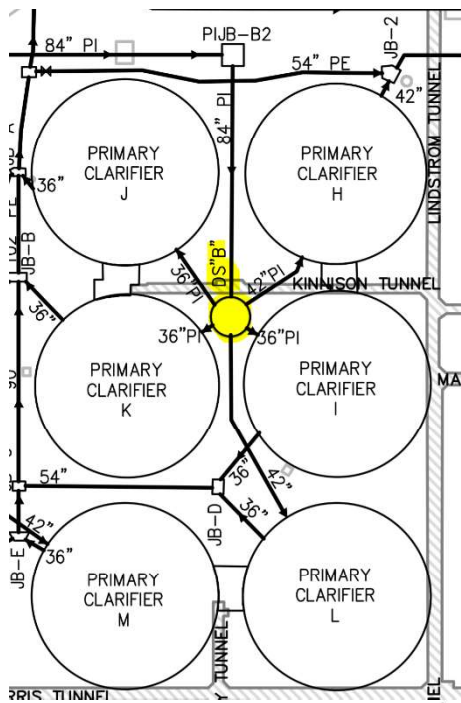 PIJB-B2
84" PI
54" PE
JB-2
42"
84" PI
LINDSTROM TUNNEL
PRIMARY
CLARIFIER
J
PRIMARY
CLARIFIER
H
36"
JB-B
DS"B"
36"PI
42"PI
KINNISON TUNNEL
36"
36"PI
36"PI
PRIMARY
CLARIFIER
K
PRIMARY
CLARIFIER
I
MA
54"
36"
42"
36"
JB-D
42"
36"
JB-E
PRIMARY
CLARIFIER
M
PRIMARY
CLARIFIER
L
TUNNEL
RRIS TUNNEL